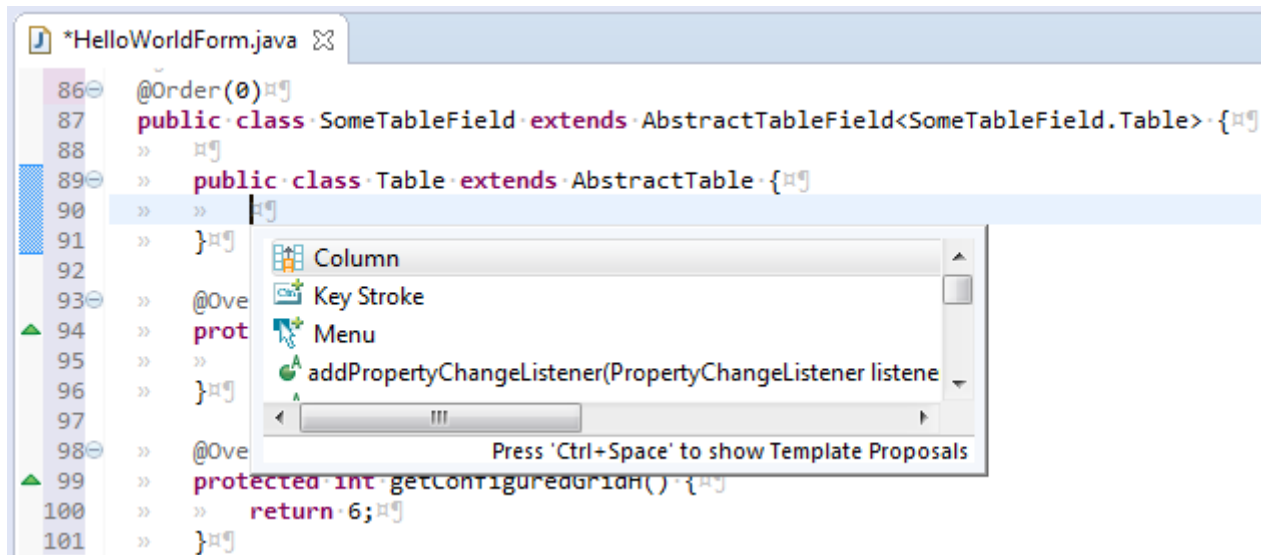 *HelloWorldForm.java
86 @Order(0)¤¶
87 public·class·SomeTableField·extends·AbstractTableField<SomeTableField.Table>·{¤¶
88 » ¤¶
89 » public·class·Table·extends·AbstractTable·{¤¶
90 » » ¤¶
91 » }¤¶
Column
92
93 » @Ove
Key Stroke
94 » prot
Menu
95 » »
addPropertyChangeListener(PropertyChangeListener listene
96 » }¤¶
97
98 » @Ove
Press 'Ctrl+Space' to show Template Proposals
99 » protected·int·getConfiguredGridH()·{¤¶
100 » » return·6;¤¶
101 » }¤¶